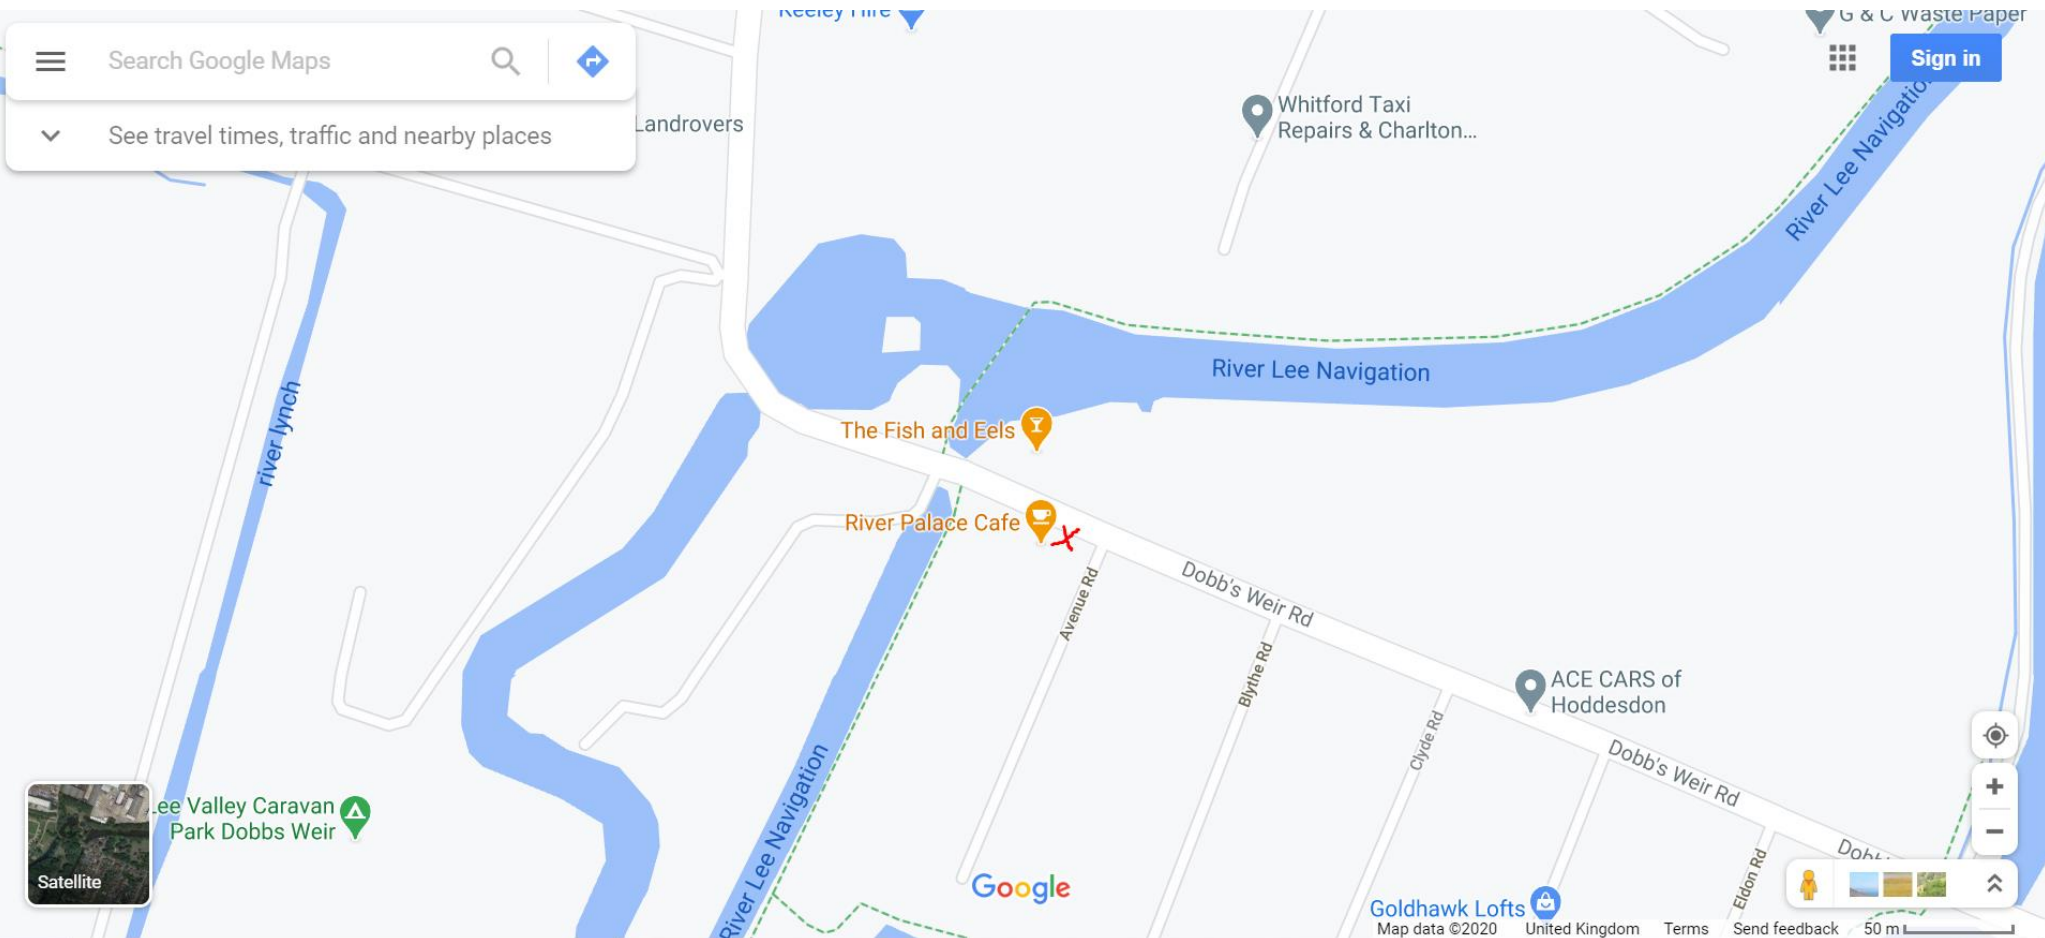 Keeley Hire
G & C Waste Paper
Search Google Maps
Sign in
See travel times, traffic and nearby places
Landrovers
Whitford Taxi
Repairs & Charlton...
River Lee Navigation
River Lee Navigation
river lynch
The Fish and Eels
River Palace Cafe
X
Dobb's Weir Rd
Avenue Rd
Blythe Rd
ACE CARS of
Hoddesdon
Clyde Rd
Dobb's Weir Rd
River Lee Navigation
Lee Valley Caravan
Park Dobbs Weir
Satellite
Google
Eldon Rd
Goldhawk Lofts
Map data ©2020 United Kingdom Terms Send feedback 50 m